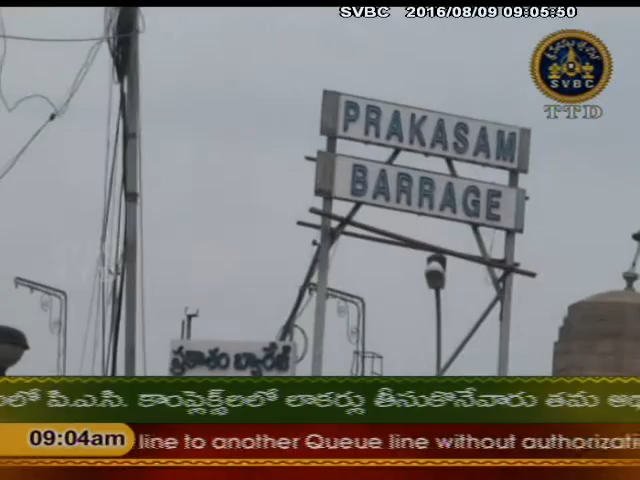 SVBC 2016/08/09 09:05:50
SVBC
TTD
PRAKASAM
BARRAGE
ప్రకాశం బ్యారేజ్
పి.ఎ.సి. కాంప్లెక్స్‌లలో లాకర్లు తీసుకొనేవారు తమ
09:04am line to another Queue line without